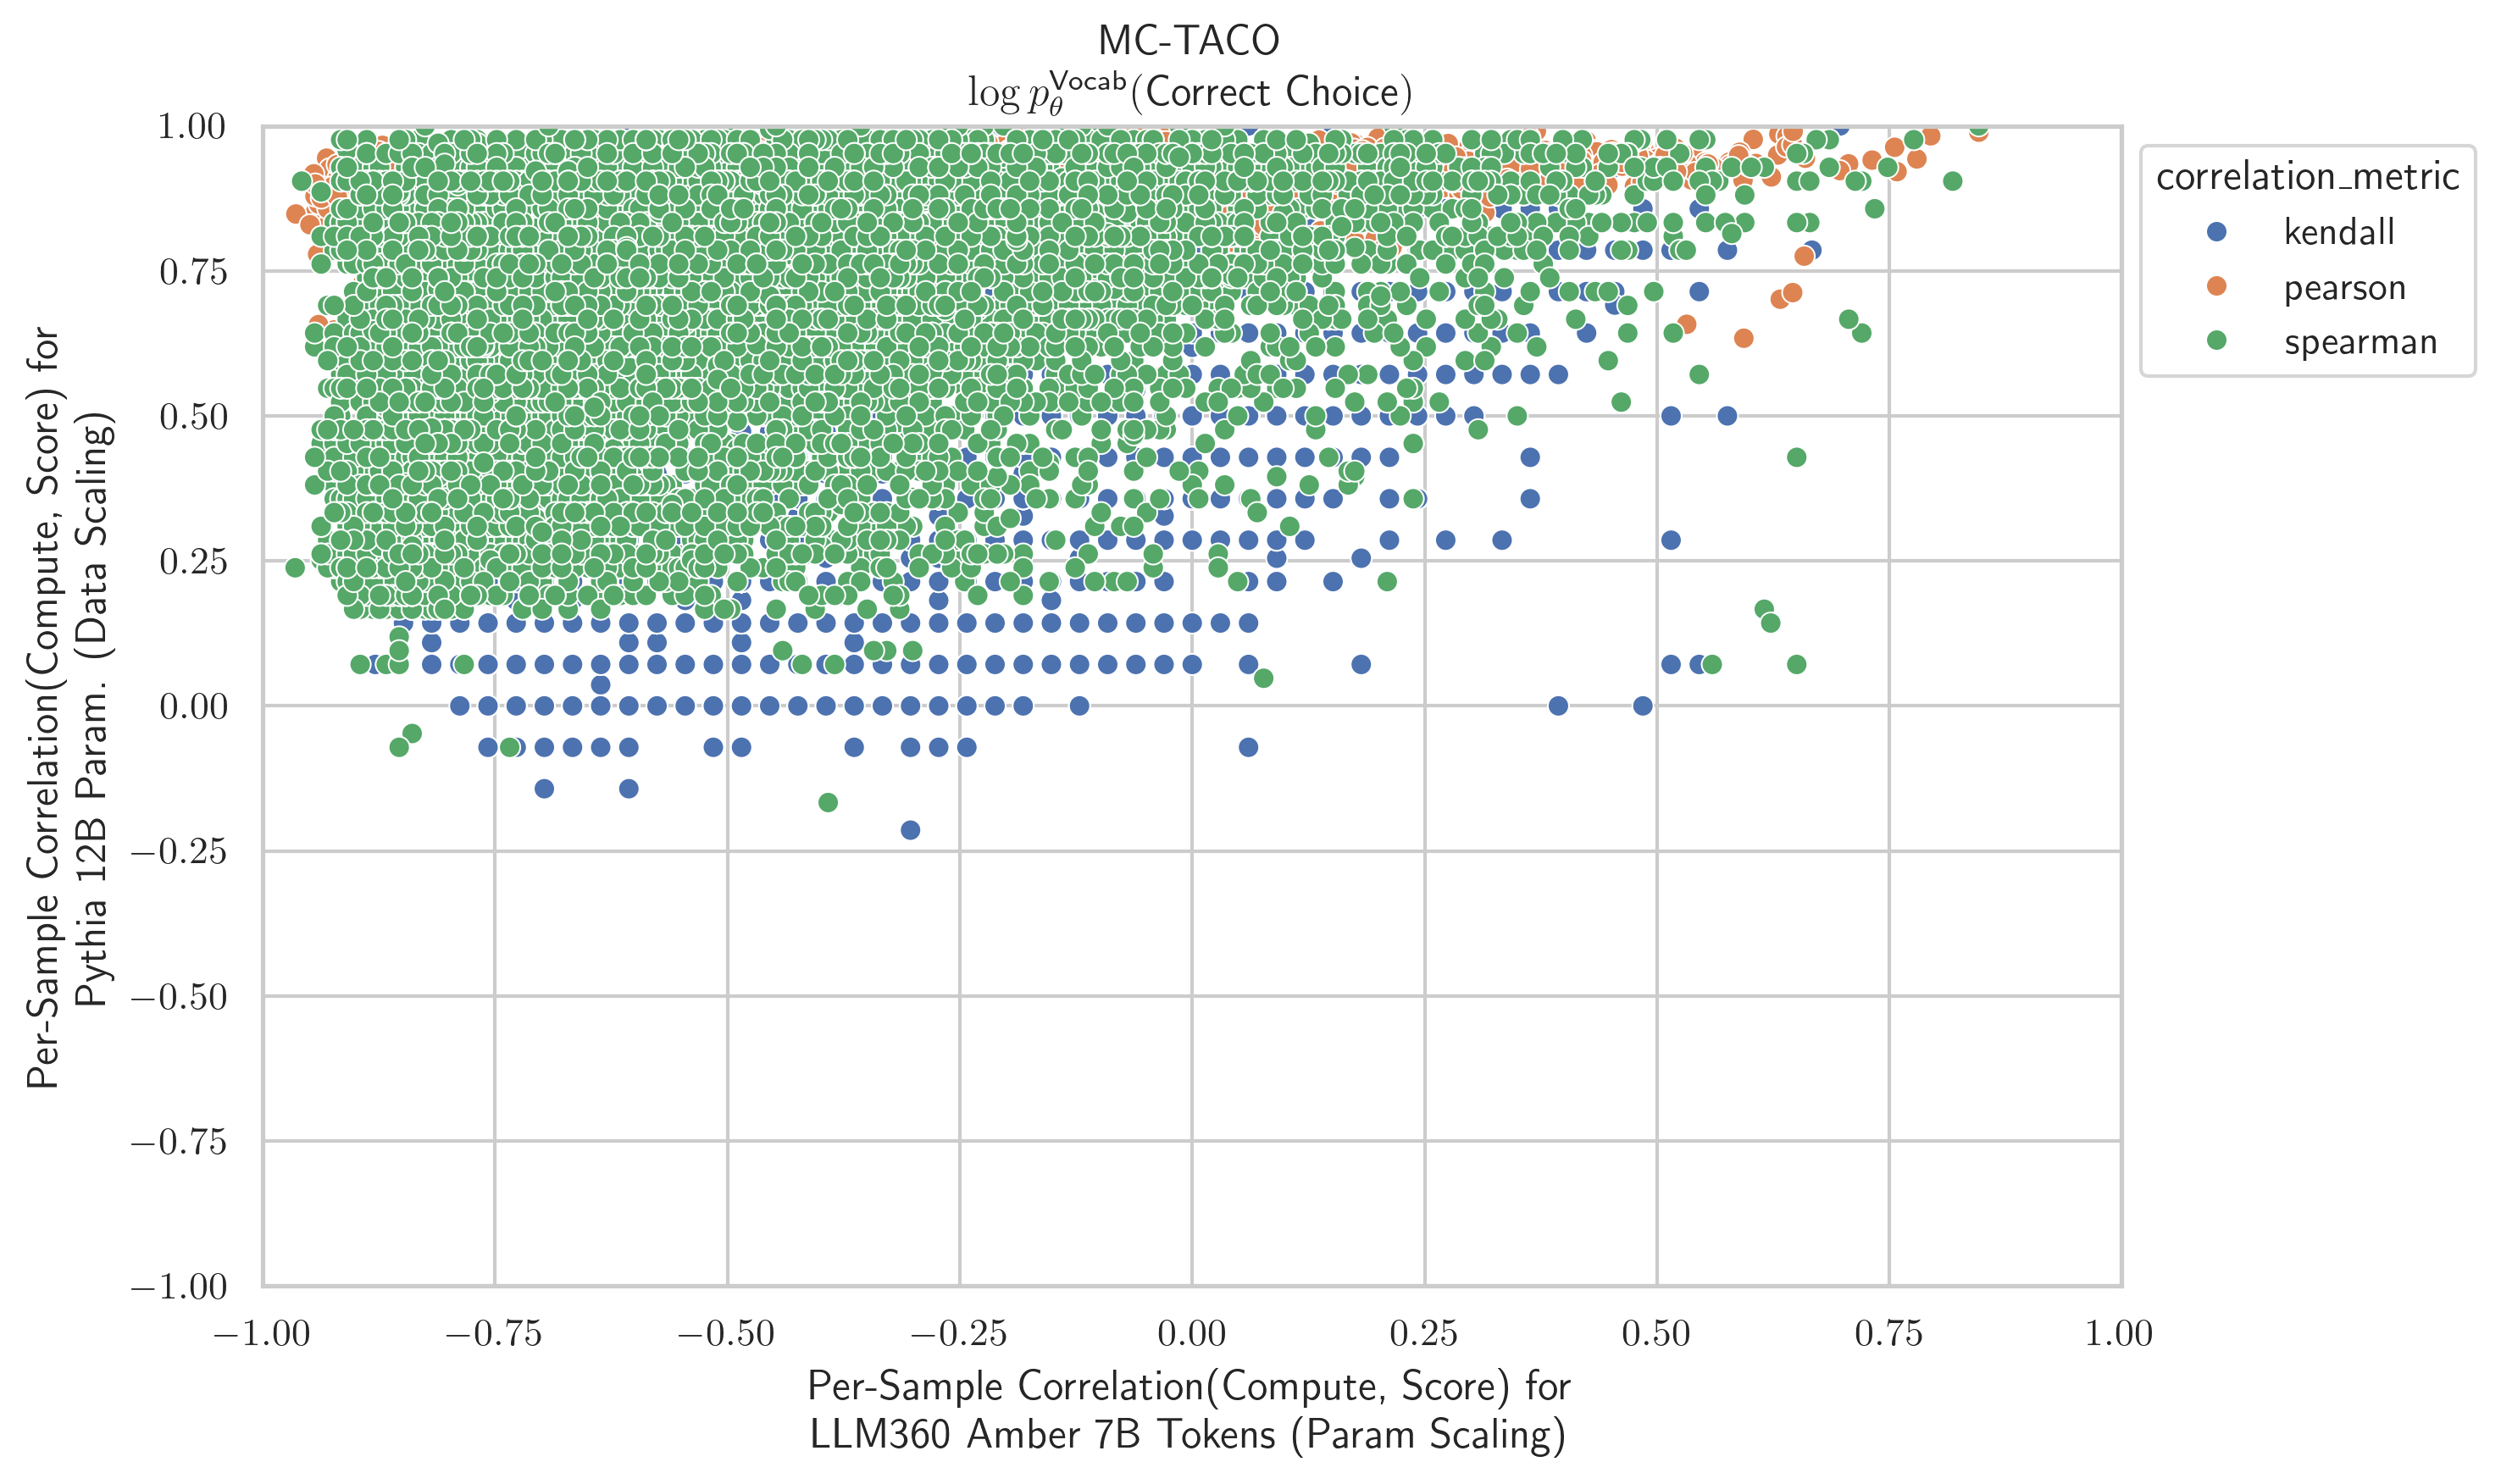 MC-TACO
log p_θ^Vocab(Correct Choice)
Per-Sample Correlation(Compute, Score) for
Pythia 12B Param. (Data Scaling)
1.00
0.75
0.50
0.25
0.00
−0.25
−0.50
−0.75
−1.00
−1.00 −0.75 −0.50 −0.25 0.00 0.25 0.50 0.75 1.00
Per-Sample Correlation(Compute, Score) for
LLM360 Amber 7B Tokens (Param Scaling)
correlation_metric
kendall
pearson
spearman